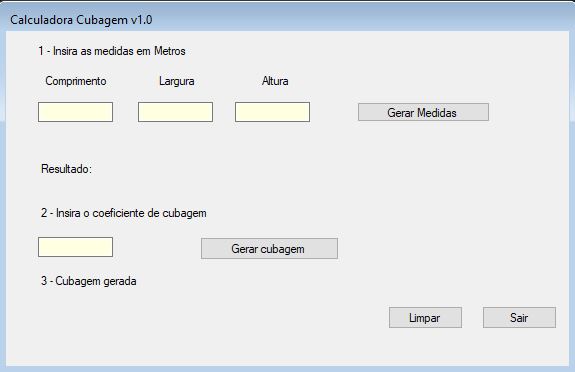 Calculadora Cubagem v1.0
1 - Insira as medidas em Metros
Comprimento Largura Altura
Gerar Medidas
Resultado:
2 - Insira o coeficiente de cubagem
Gerar cubagem
3 - Cubagem gerada
Limpar Sair